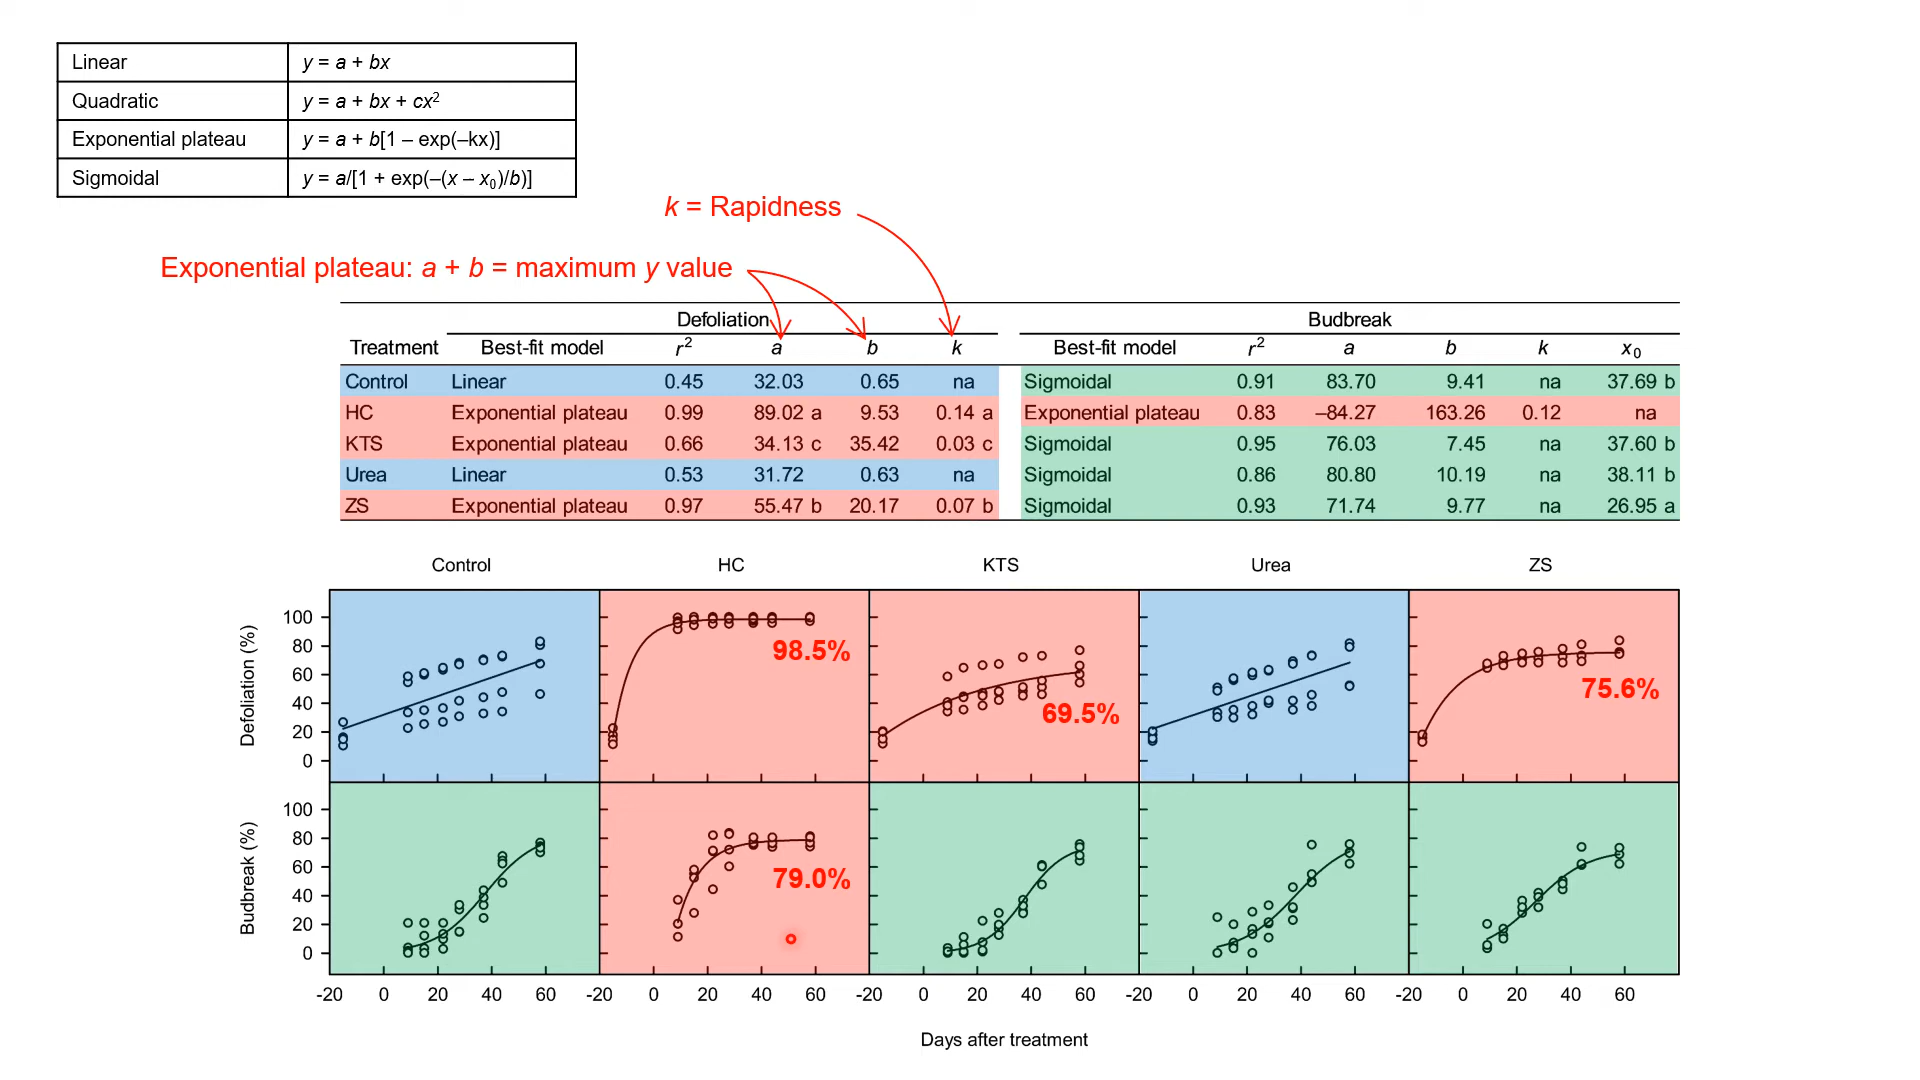 Linear y = a + bx
Quadratic y = a + bx + cx²
Exponential plateau y = a + b[1 – exp(–kx)]
Sigmoidal y = a/[1 + exp(–(x – x₀)/b)]
k = Rapidness
Exponential plateau: a + b = maximum y value
Defoliation Budbreak
Treatment Best-fit model r² a b k Best-fit model r² a b k x₀
Control Linear 0.45 32.03 0.65 na Sigmoidal 0.91 83.70 9.41 na 37.69 b
HC Exponential plateau 0.99 89.02 a 9.53 0.14 a Exponential plateau 0.83 –84.27 163.26 0.12 na
KTS Exponential plateau 0.66 34.13 c 35.42 0.03 c Sigmoidal 0.95 76.03 7.45 na 37.60 b
Urea Linear 0.53 31.72 0.63 na Sigmoidal 0.86 80.80 10.19 na 38.11 b
ZS Exponential plateau 0.97 55.47 b 20.17 0.07 b Sigmoidal 0.93 71.74 9.77 na 26.95 a
Control HC KTS Urea ZS
Defoliation (%)
100
80
60
40
20
0
98.5%
69.5%
75.6%
Budbreak (%)
100
80
60
40
20
0
79.0%
-20 0 20 40 60 -20 0 20 40 60 -20 0 20 40 60 -20 0 20 40 60 -20 0 20 40 60
Days after treatment